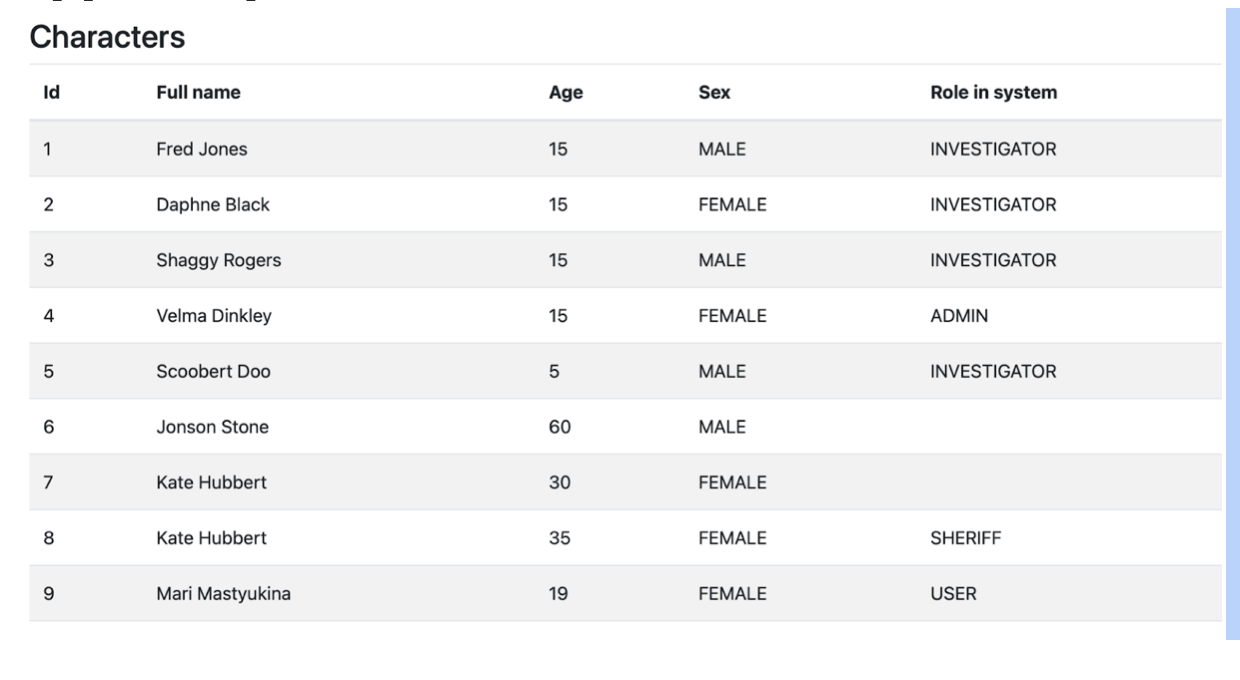 Characters
Id Full name Age Sex Role in system
1 Fred Jones 15 MALE INVESTIGATOR
2 Daphne Black 15 FEMALE INVESTIGATOR
3 Shaggy Rogers 15 MALE INVESTIGATOR
4 Velma Dinkley 15 FEMALE ADMIN
5 Scoobert Doo 5 MALE INVESTIGATOR
6 Jonson Stone 60 MALE
7 Kate Hubbert 30 FEMALE
8 Kate Hubbert 35 FEMALE SHERIFF
9 Mari Mastyukina 19 FEMALE USER